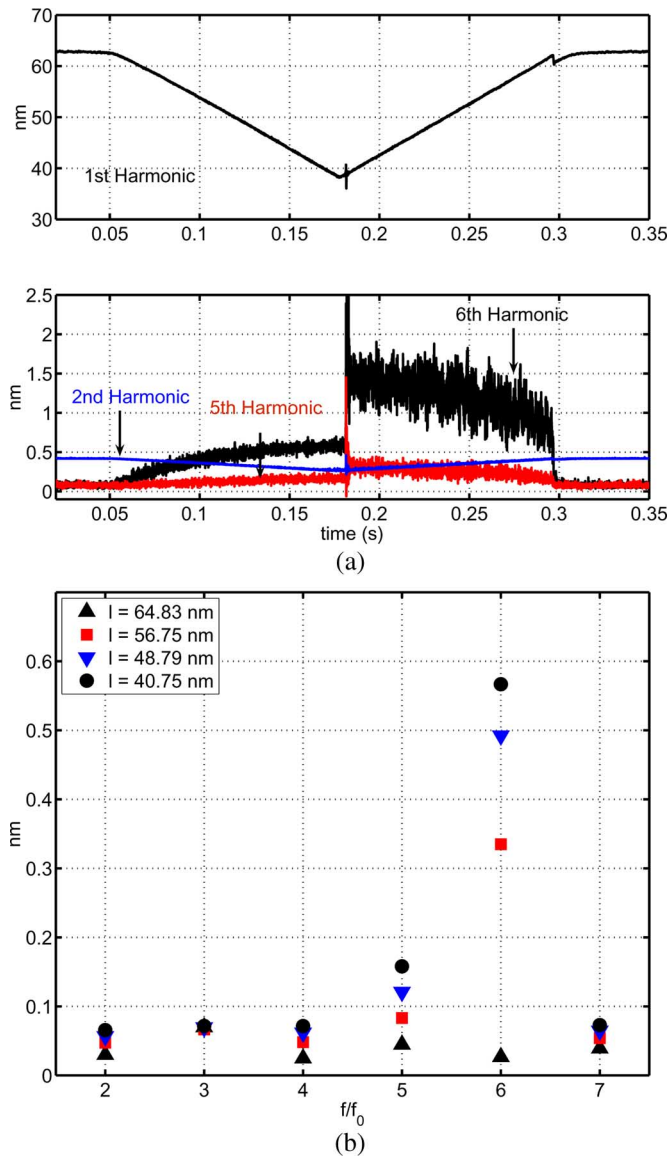 70
60
50
40
30
nm
1st Harmonic
0.05 0.1 0.15 0.2 0.25 0.3 0.35
2.5
2
1.5
1
0.5
0
nm
6th Harmonic
2nd Harmonic
5th Harmonic
0.05 0.1 0.15 0.2 0.25 0.3 0.35
time (s)
(a)
l = 64.83 nm
l = 56.75 nm
l = 48.79 nm
l = 40.75 nm
0.6
0.5
0.4
0.3
0.2
0.1
0
nm
2 3 4 5 6 7
f/f0
(b)